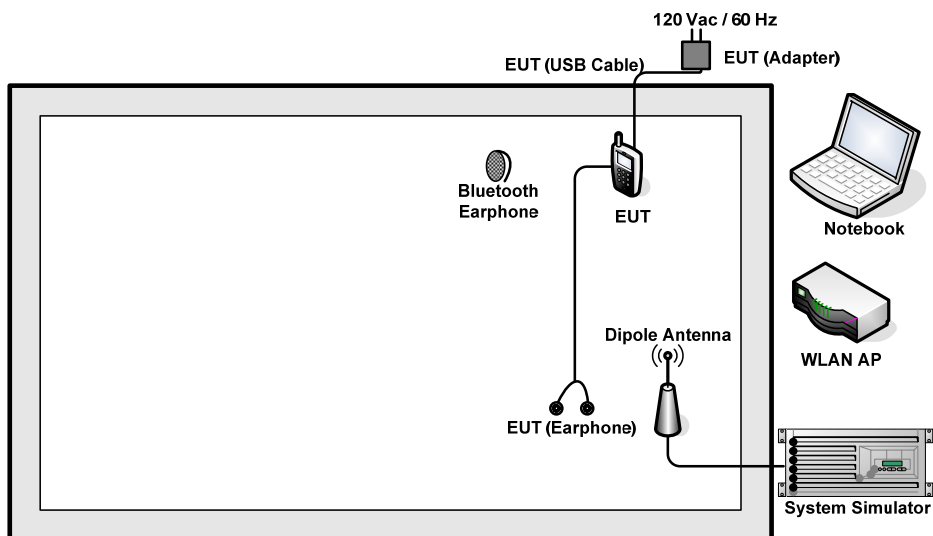 120 Vac / 60 Hz
EUT (Adapter)
EUT (USB Cable)
Bluetooth
Earphone
EUT
Notebook
WLAN AP
Dipole Antenna
EUT (Earphone)
System Simulator